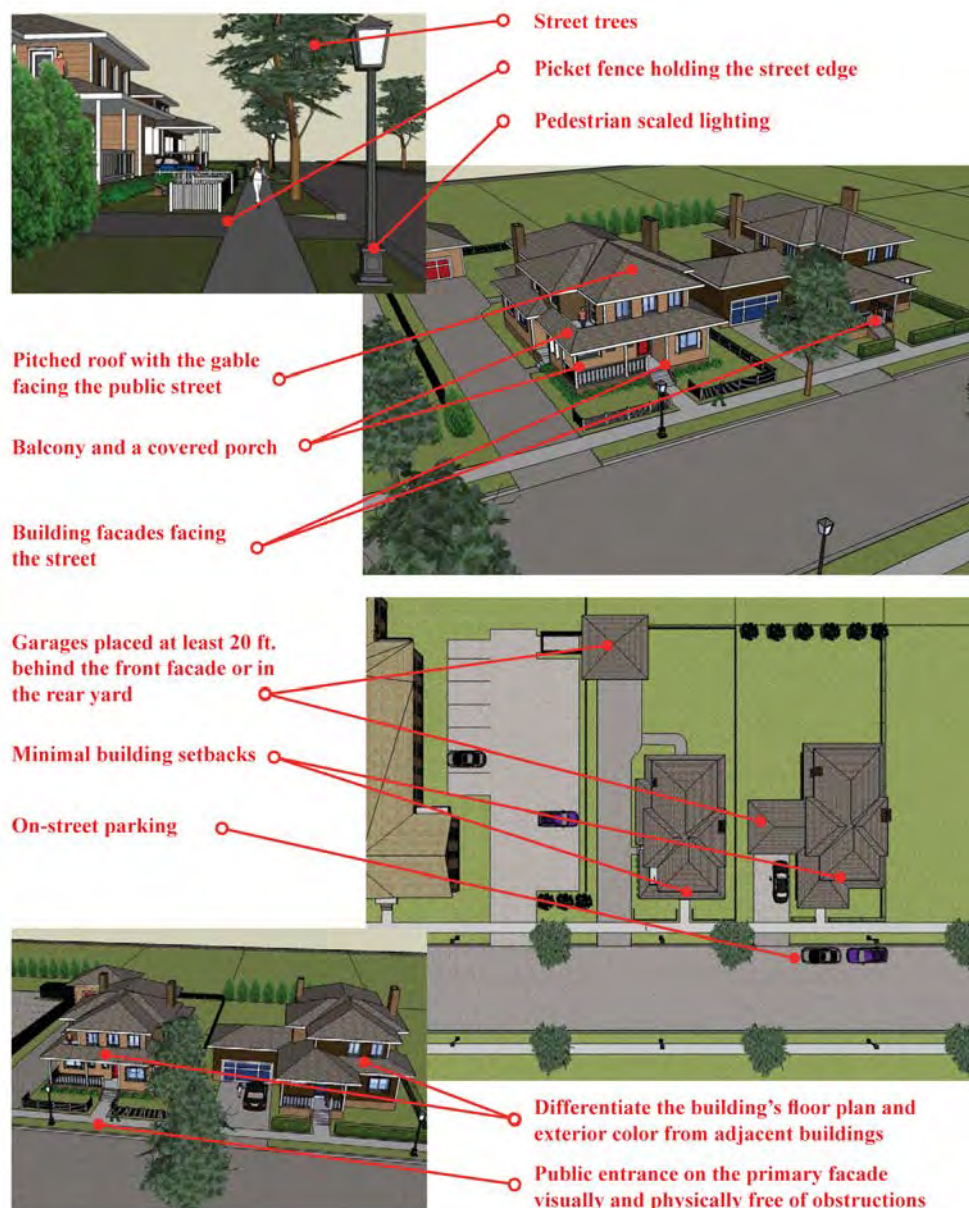 Street trees
Picket fence holding the street edge
Pedestrian scaled lighting
Pitched roof with the gable
facing the public street
Balcony and a covered porch
Building facades facing
the street
Garages placed at least 20 ft.
behind the front facade or in
the rear yard
Minimal building setbacks
On-street parking
Differentiate the building's floor plan and
exterior color from adjacent buildings
Public entrance on the primary facade
visually and physically free of obstructions